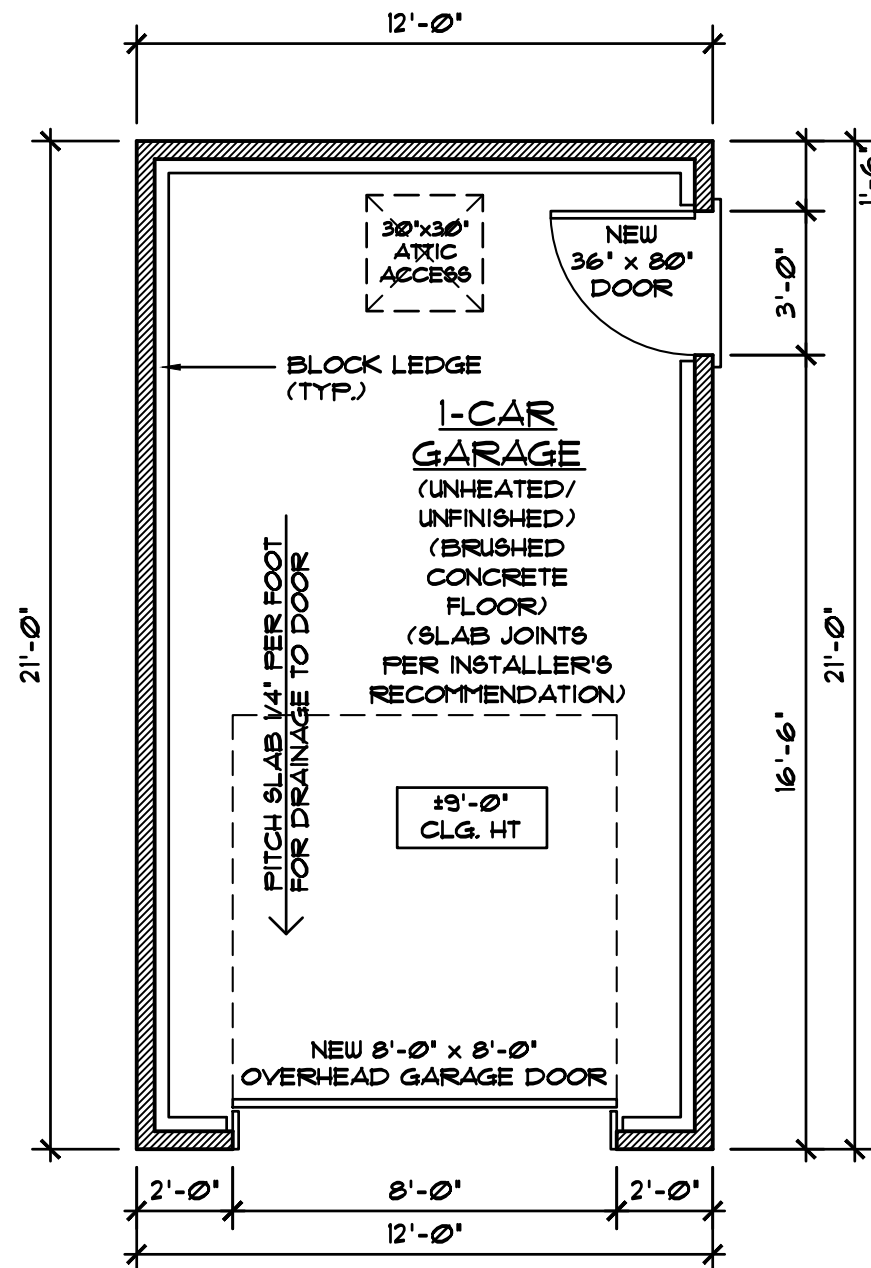 12'-0"
1'-6"
30"x30"
ATTIC
ACCESS
NEW
36" x 80"
DOOR
3'-0"
BLOCK LEDGE
(TYP.)
1-CAR
GARAGE
(UNHEATED/
UNFINISHED)
(BRUSHED
CONCRETE
FLOOR)
(SLAB JOINTS
PER INSTALLER'S
RECOMMENDATION)
PITCH SLAB 1/4" PER FOOT
FOR DRAINAGE TO DOOR
21'-0"
21'-0"
16'-6"
±9'-0"
CLG. HT
NEW 8'-0" x 8'-0"
OVERHEAD GARAGE DOOR
2'-0"
8'-0"
2'-0"
12'-0"